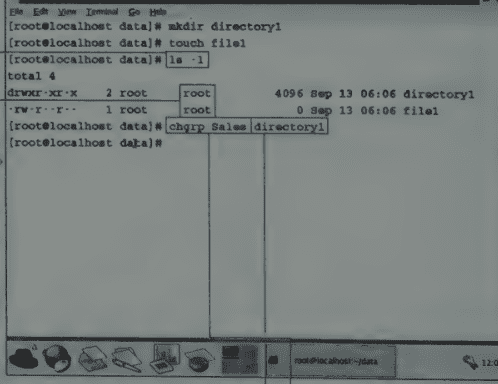 File Edit View Terminal Go Help
[root@localhost data]# mkdir directory1
[root@localhost data]# touch file1
[root@localhost data]# ls -l
total 4
drwxr-xr-x 2 root root 4096 Sep 13 06:06 directory1
-rw-r--r-- 1 root root 0 Sep 13 06:06 file1
[root@localhost data]# chgrp Sales directory1
[root@localhost data]#
root@localhost:~/data 12:0